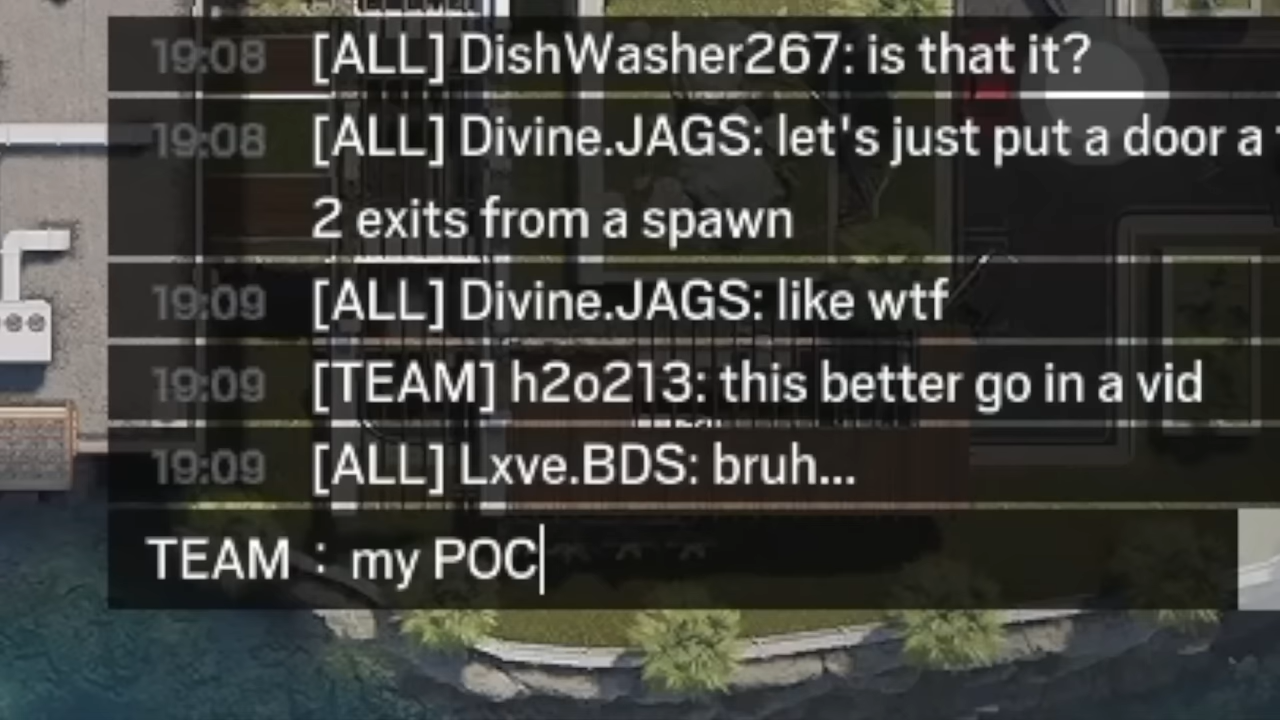 19:08 [ALL] DishWasher267: is that it?
19:08 [ALL] Divine.JAGS: let's just put a door a
2 exits from a spawn
19:09 [ALL] Divine.JAGS: like wtf
19:09 [TEAM] h2o213: this better go in a vid
19:09 [ALL] Lxve.BDS: bruh...
TEAM : my POC